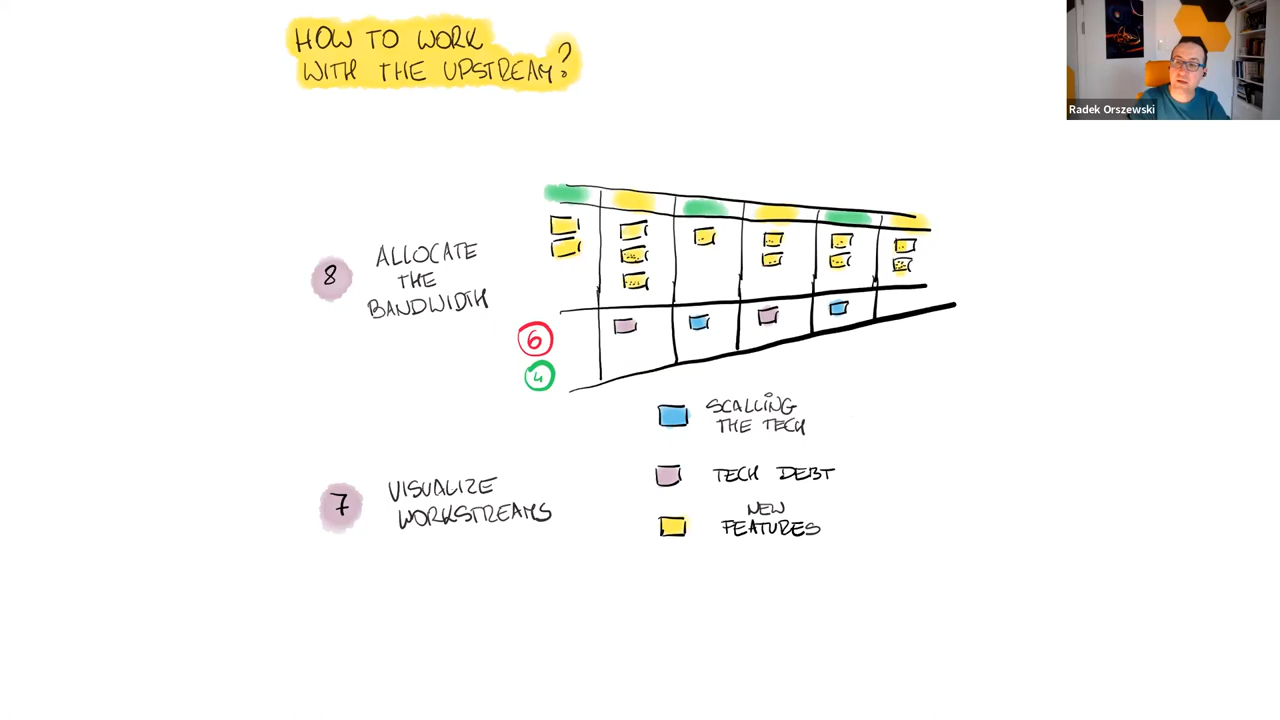 HOW TO WORK
WITH THE UPSTREAM?
Radek Orszewski
8
ALLOCATE
THE
BANDWIDTH
6
4
SCALLING
THE TECH
7
VISUALIZE
WORKSTREAMS
TECH DEBT
NEW
FEATURES